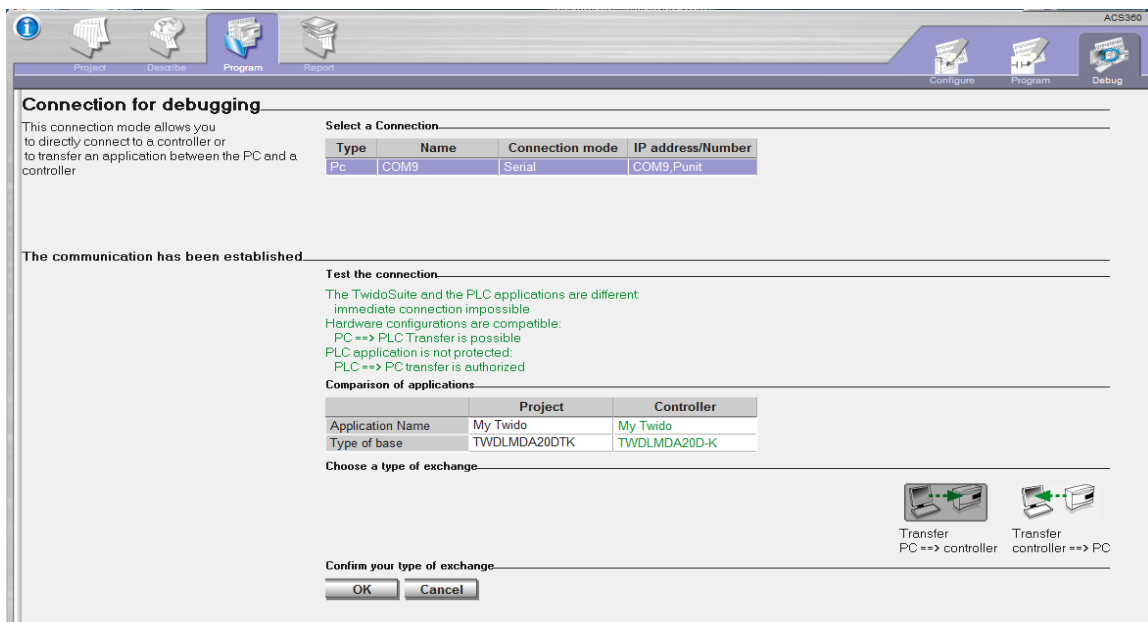 ACS360
Project
Describe
Program
Report
Configure
Program
Debug
Connection for debugging
This connection mode allows you
to directly connect to a controller or
to transfer an application between the PC and a
controller
Select a Connection
Type Name Connection mode IP address/Number
Pc COM9 Serial COM9,Punit
The communication has been established
Test the connection
The TwidoSuite and the PLC applications are different:
immediate connection impossible
Hardware configurations are compatible:
PC ==> PLC Transfer is possible
PLC application is not protected:
PLC ==> PC transfer is authorized
Comparison of applications
Project Controller
Application Name My Twido My Twido
Type of base TWDLMDA20DTK TWDLMDA20D-K
Choose a type of exchange
Transfer
PC ==> controller
Transfer
controller ==> PC
Confirm your type of exchange
OK Cancel